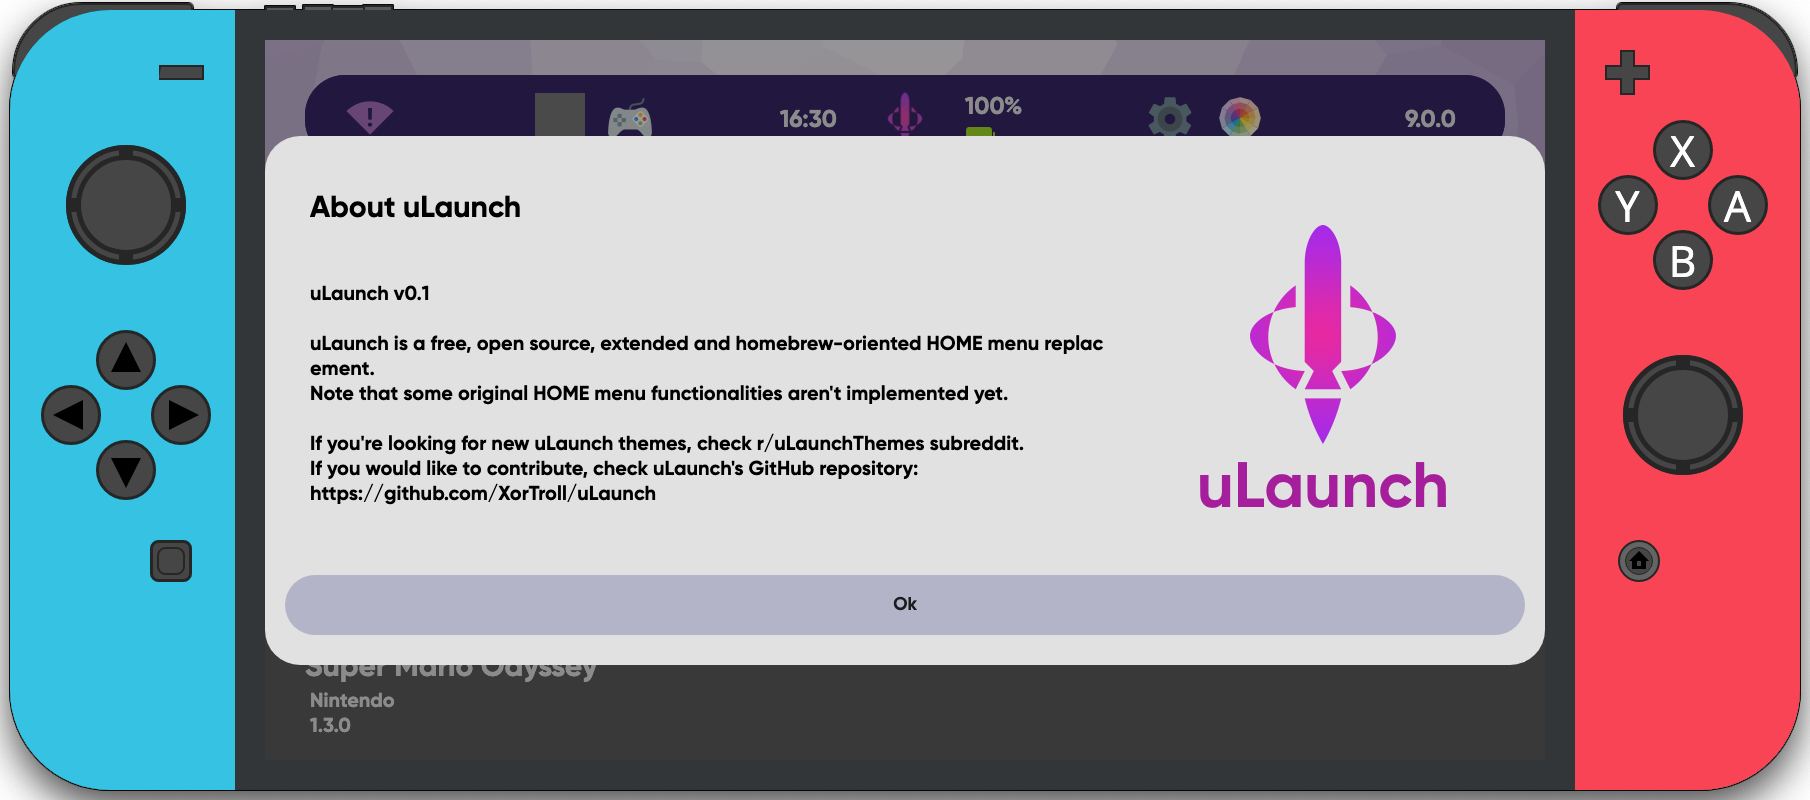 16:30
100%
9.0.0
About uLaunch
uLaunch v0.1
uLaunch is a free, open source, extended and homebrew-oriented HOME menu replac
ement.
Note that some original HOME menu functionalities aren't implemented yet.
If you're looking for new uLaunch themes, check r/uLaunchThemes subreddit.
If you would like to contribute, check uLaunch's GitHub repository:
https://github.com/XorTroll/uLaunch
uLaunch
Ok
Super Mario Odyssey
Nintendo
1.3.0
X
Y
A
B